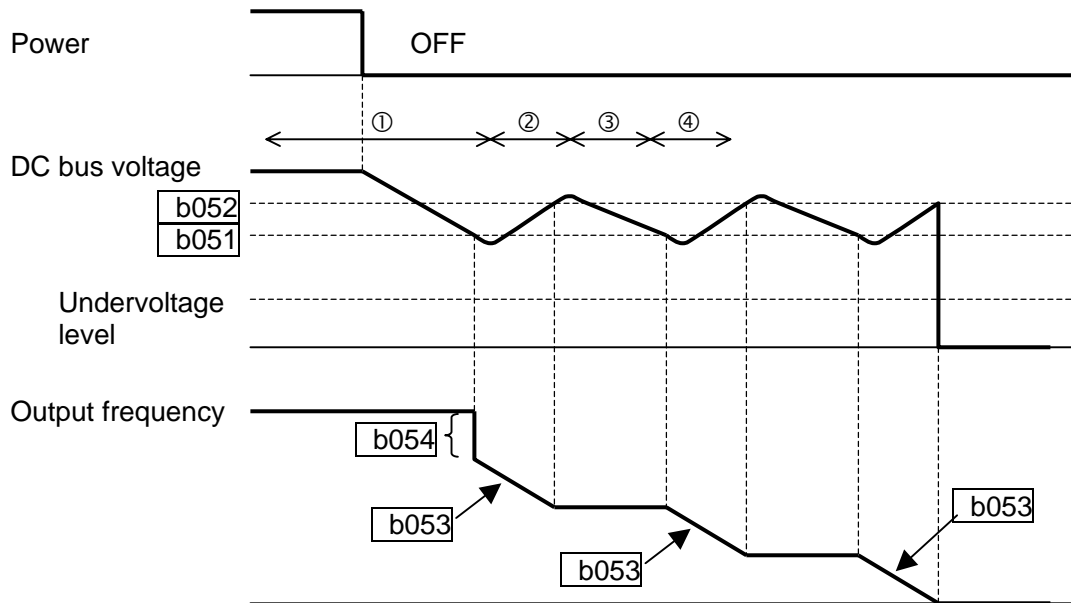 Power
OFF
① ② ③ ④
DC bus voltage
b052
b051
Undervoltage
level
Output frequency
b054
b053
b053
b053